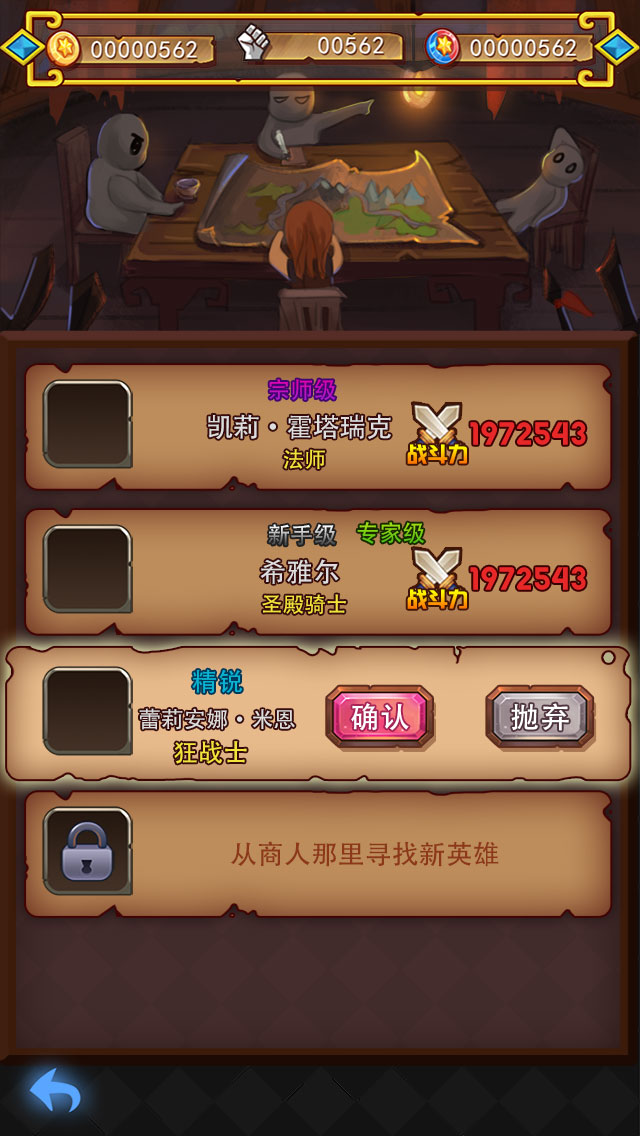 00000562 00562 00000562
宗师级
凯莉·霍塔瑞克
法师
战斗力 1972543
新手级 专家级
希雅尔
圣殿骑士
战斗力 1972543
精锐
蕾莉安娜·米恩
狂战士
确认 抛弃
从商人那里寻找新英雄